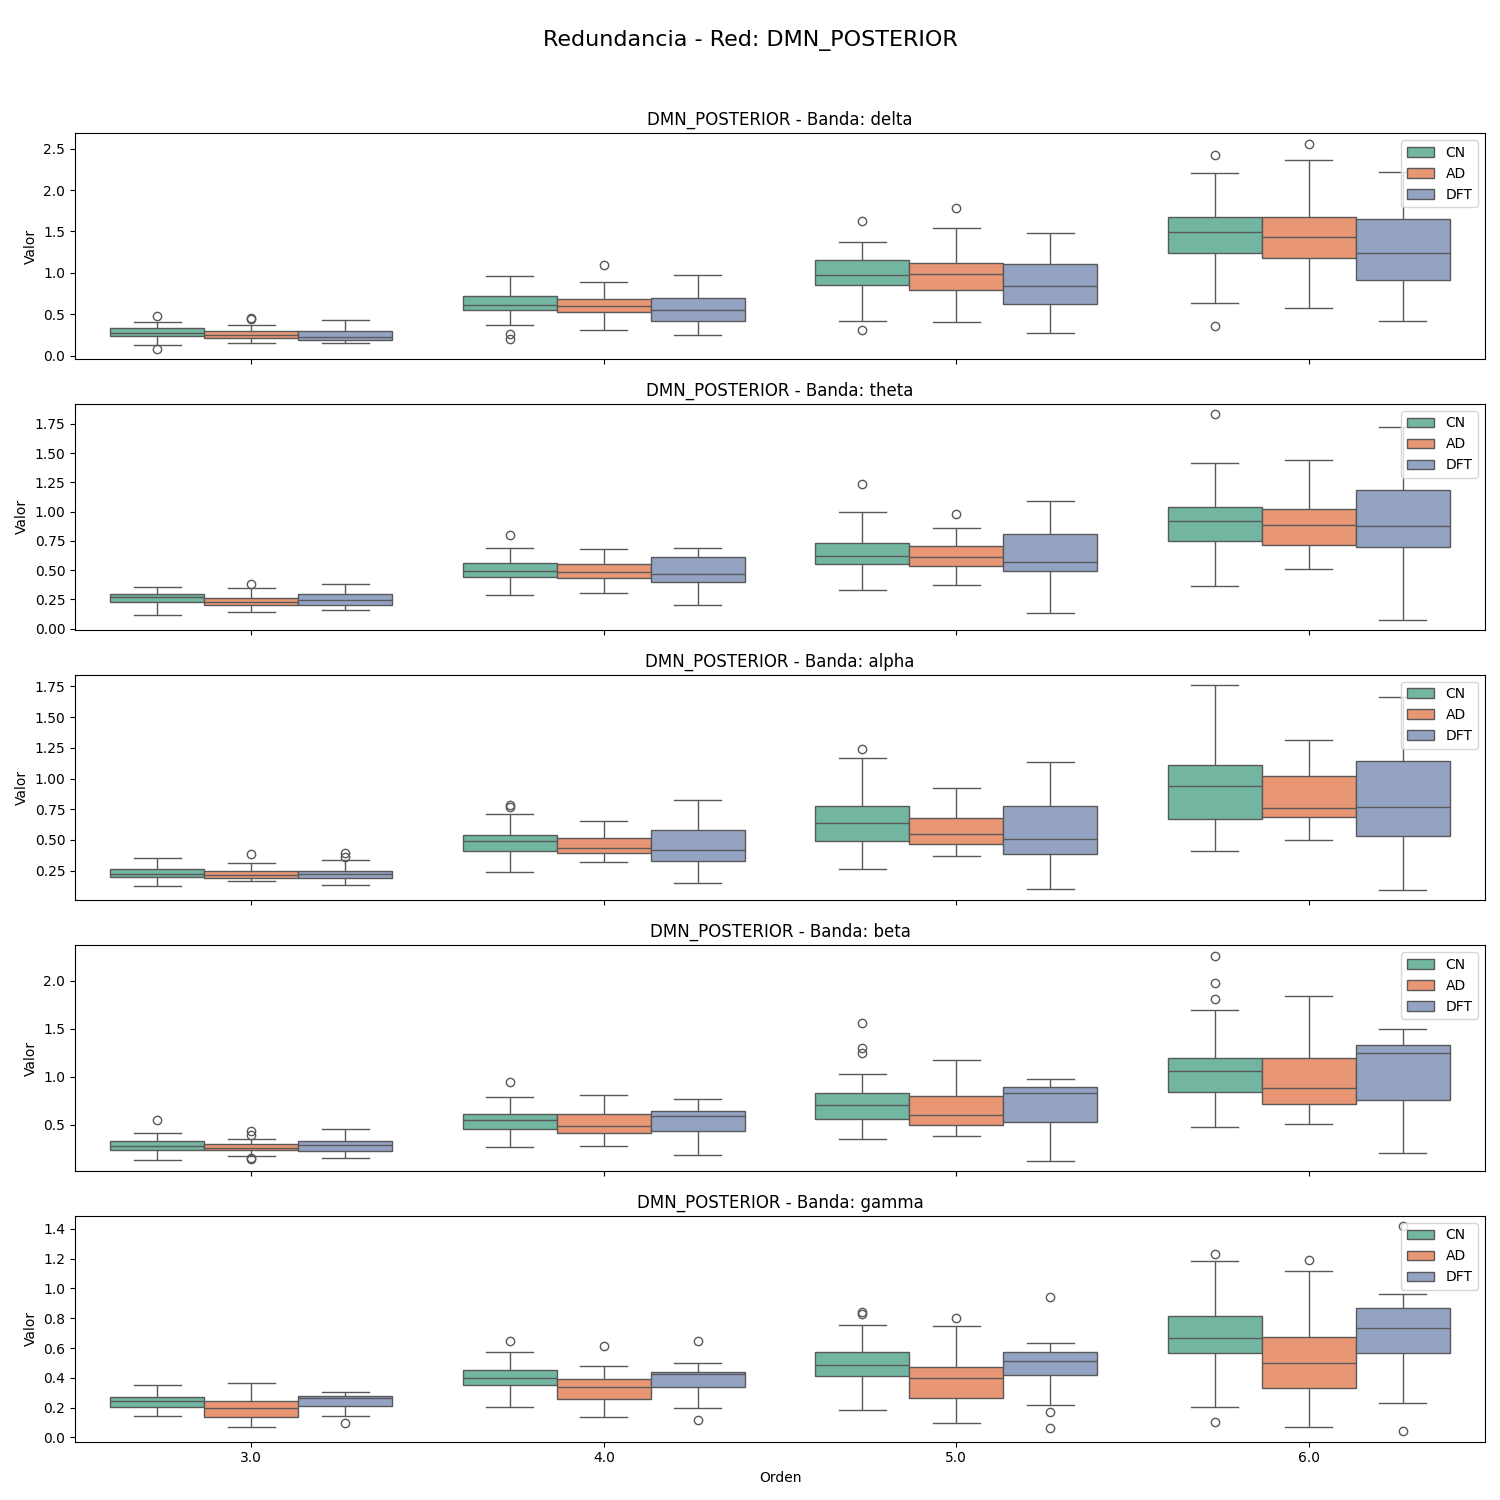 Redundancia - Red: DMN_POSTERIOR
DMN_POSTERIOR - Banda: delta
Valor
2.5
2.0
1.5
1.0
0.5
0.0
CN
AD
DFT
DMN_POSTERIOR - Banda: theta
Valor
1.75
1.50
1.25
1.00
0.75
0.50
0.25
0.00
CN
AD
DFT
DMN_POSTERIOR - Banda: alpha
Valor
1.75
1.50
1.25
1.00
0.75
0.50
0.25
CN
AD
DFT
DMN_POSTERIOR - Banda: beta
Valor
2.0
1.5
1.0
0.5
CN
AD
DFT
DMN_POSTERIOR - Banda: gamma
Valor
1.4
1.2
1.0
0.8
0.6
0.4
0.2
0.0
CN
AD
DFT
3.0 4.0 5.0 6.0
Orden